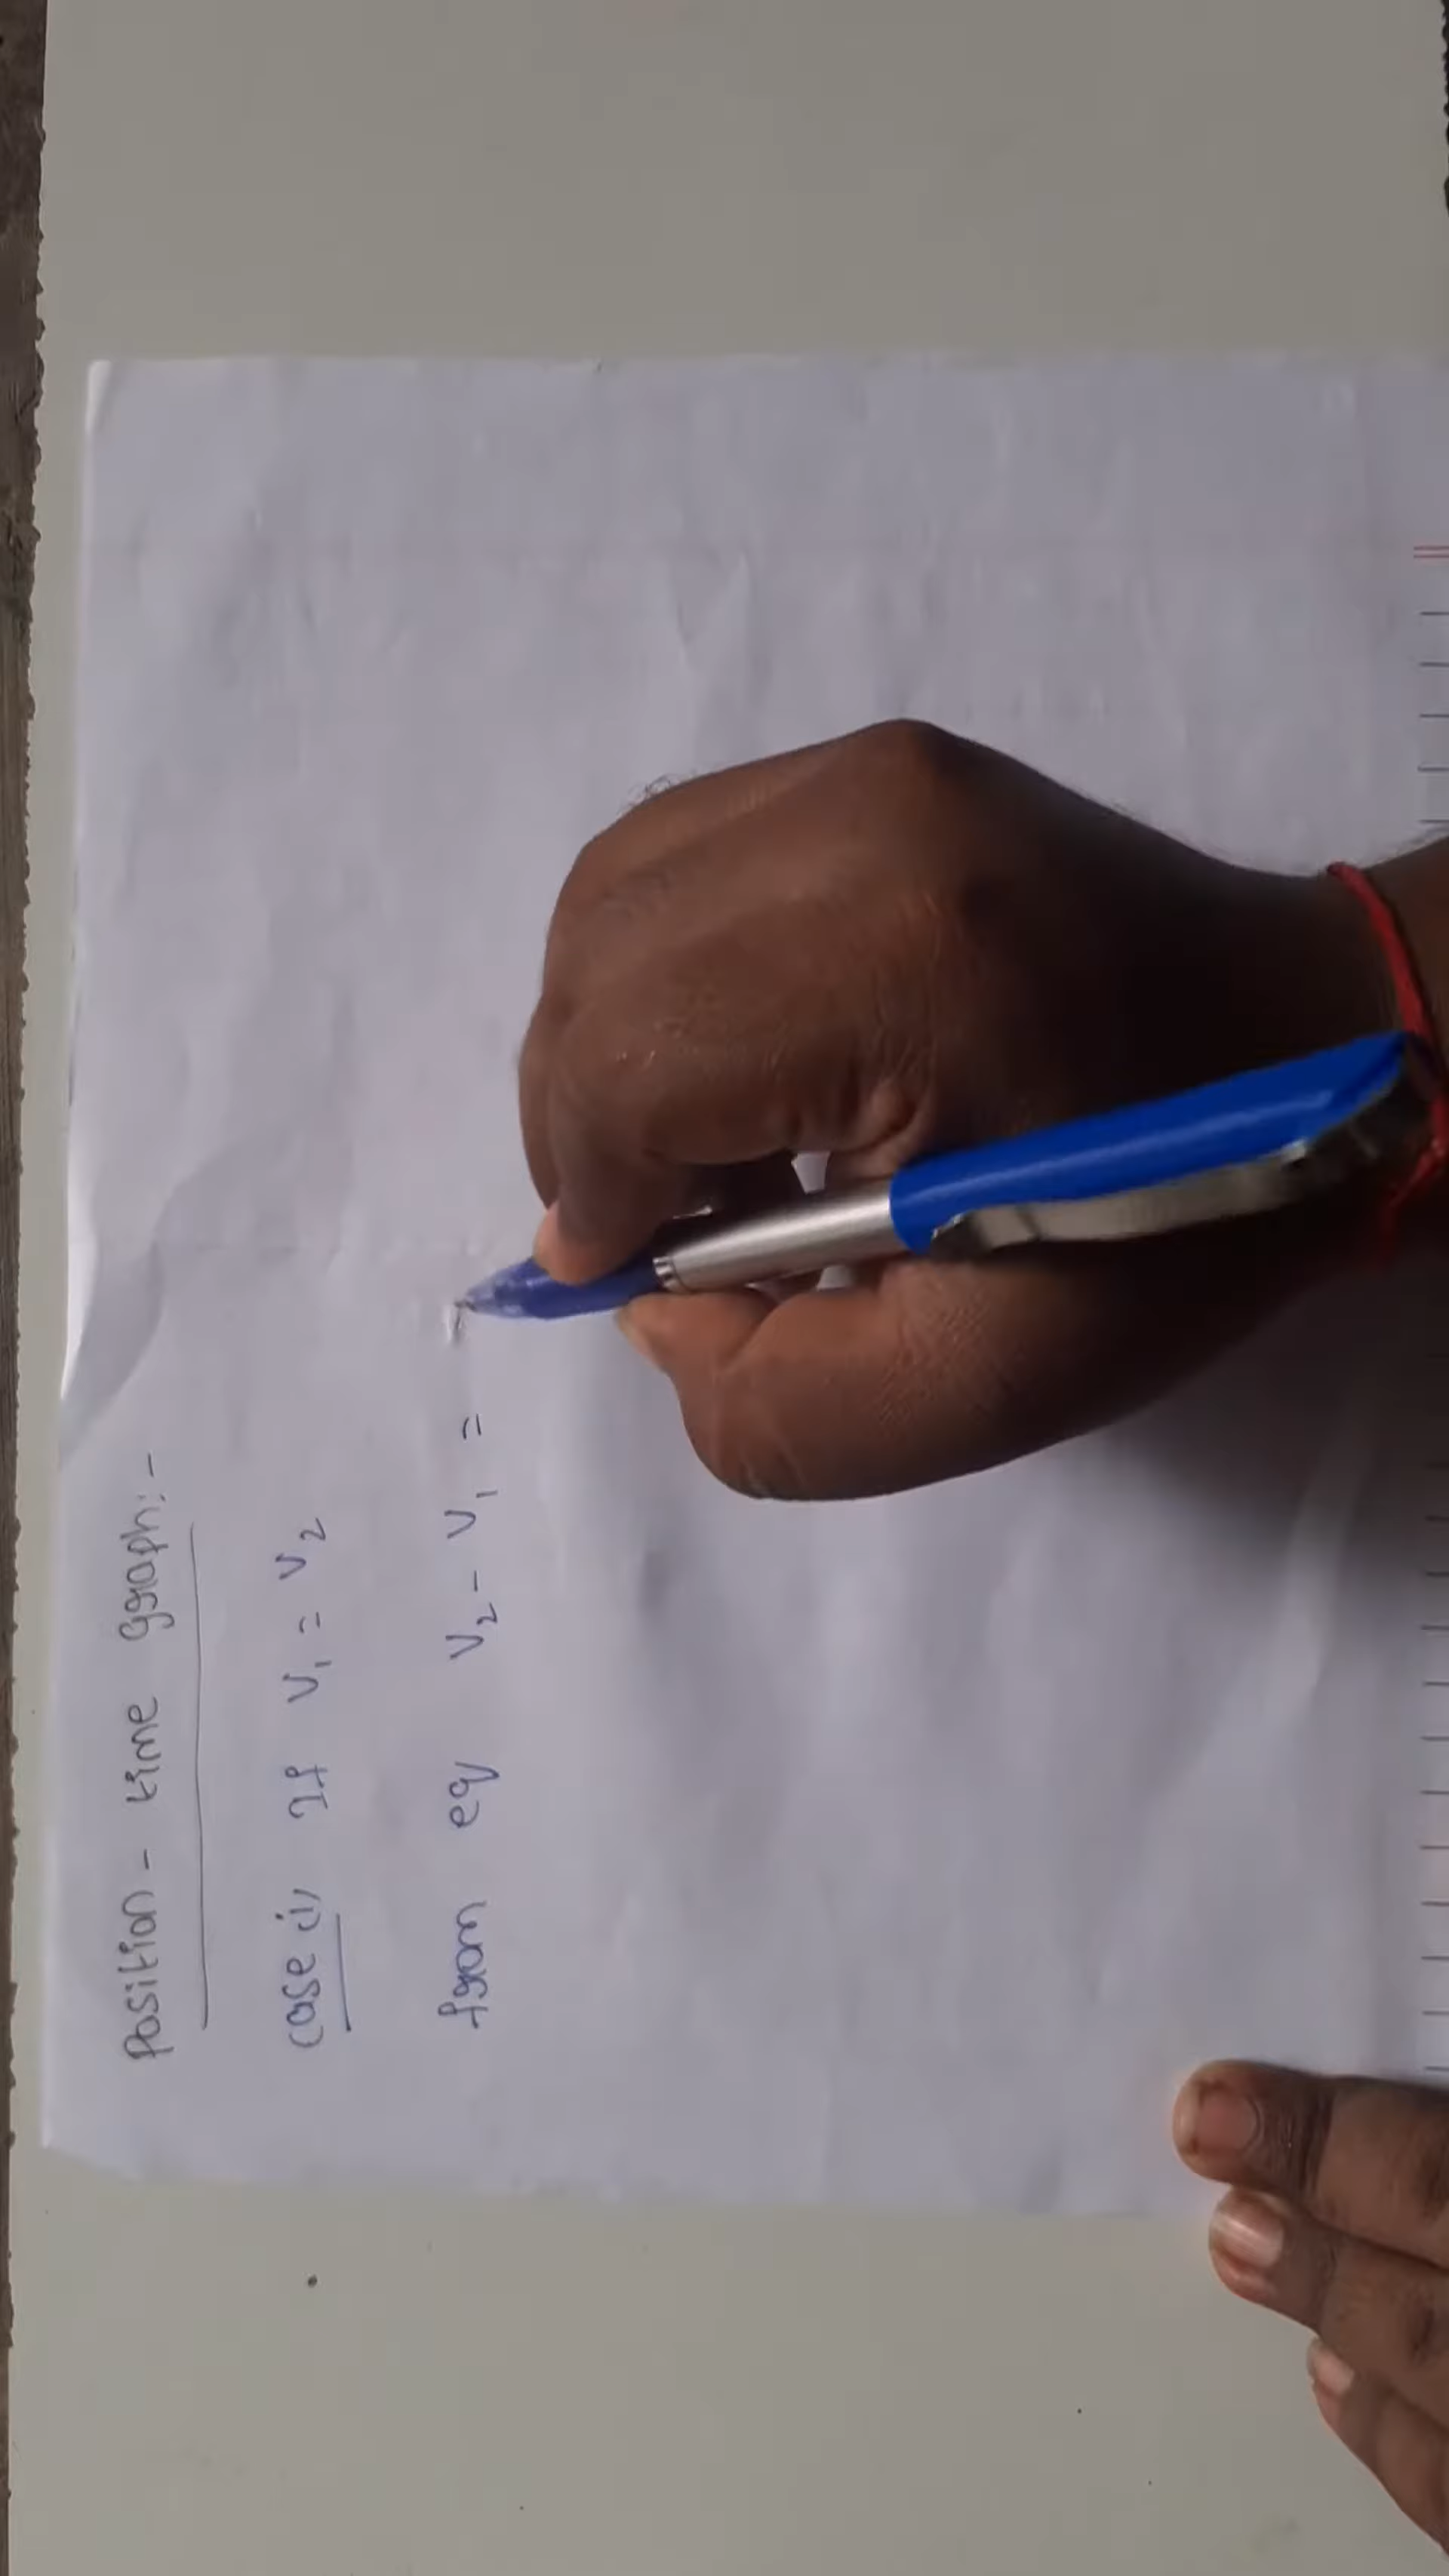 Position - time graph:-
case (i) If V₁ = V₂
from eq V₂ - V₁ =